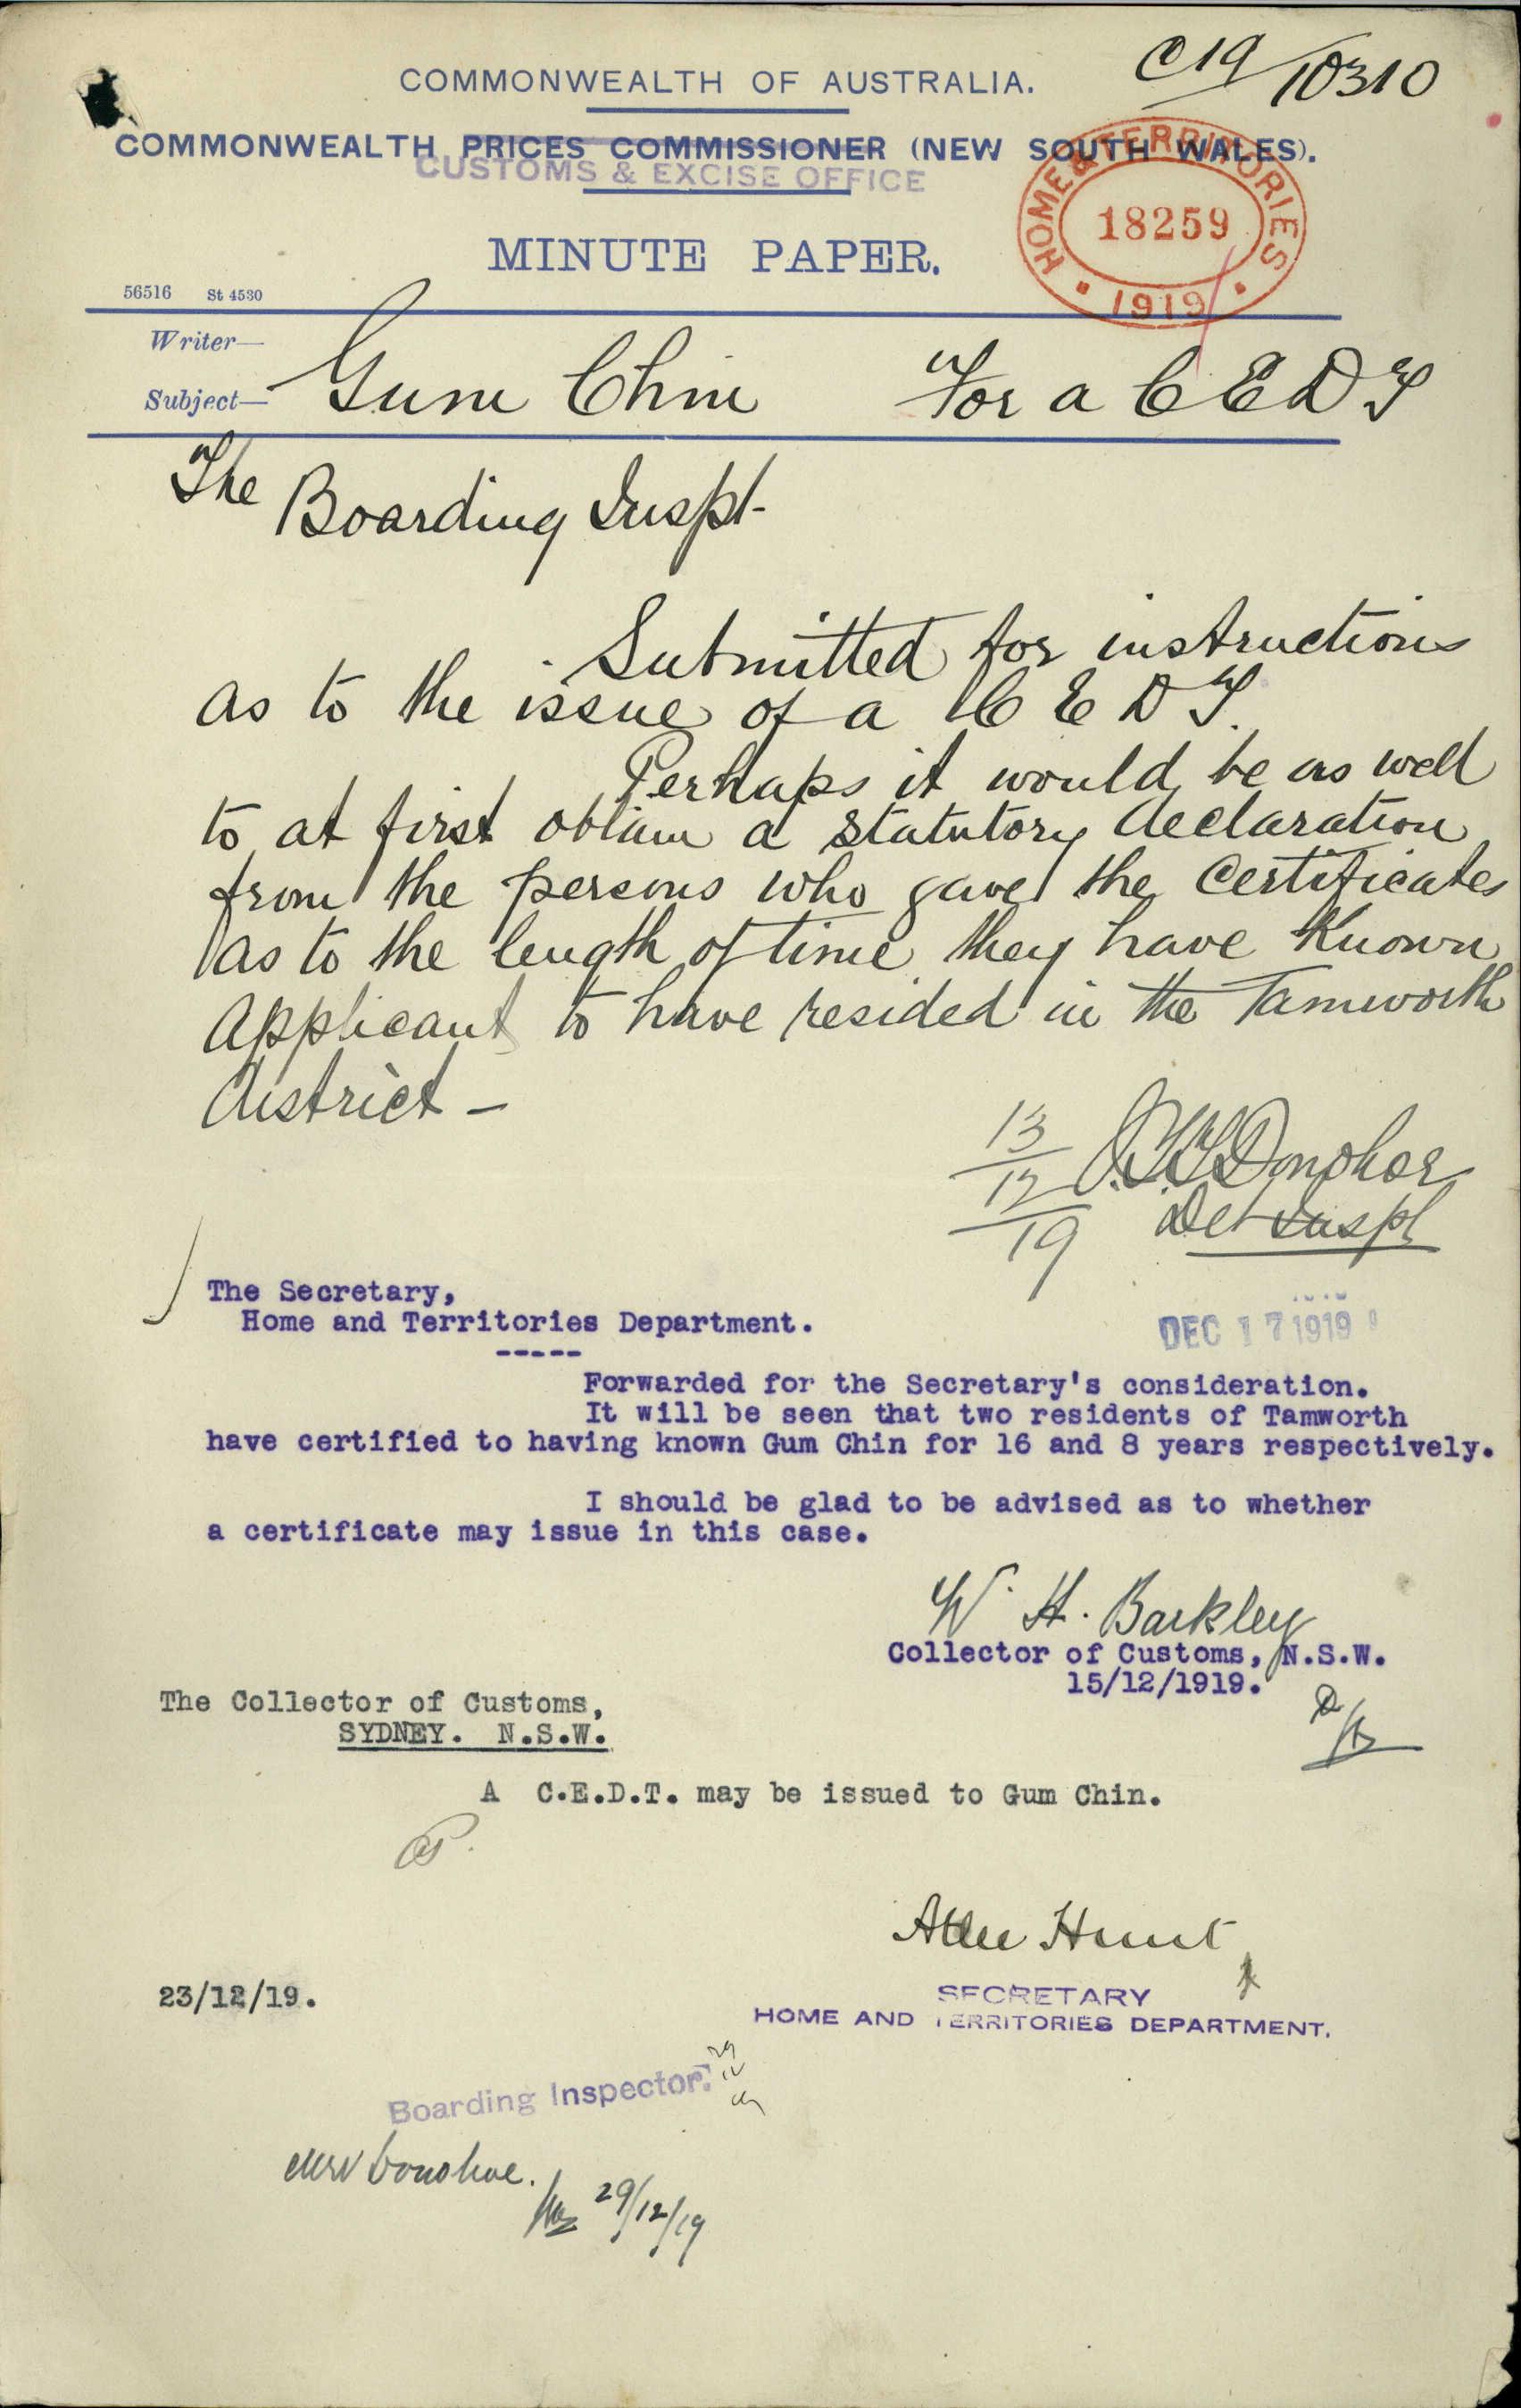 C19/10310
COMMONWEALTH OF AUSTRALIA.
COMMONWEALTH PRICES COMMISSIONER (NEW SOUTH WALES).
CUSTOMS & EXCISE OFFICE
HOME & TERRITORIES
18259
1919
MINUTE PAPER.
56516 St 4530
Writer—
Subject— Gum Chin For a C E D T
The Boarding Inspt-
Submitted for instructions
as to the issue of a C E D T.
Perhaps it would be as well
to at first obtain a statutory declaration
from the persons who gave the certificates
as to the length of time they have known
applicant to have resided in the Tamworth
district —
13/12/19 Donohoe
Det Inspt
The Secretary,
Home and Territories Department.
-----
DEC 17 1919
Forwarded for the Secretary's consideration.
It will be seen that two residents of Tamworth
have certified to having known Gum Chin for 16 and 8 years respectively.
I should be glad to be advised as to whether
a certificate may issue in this case.
W. H. Barkley
Collector of Customs, N.S.W.
15/12/1919.
The Collector of Customs,
SYDNEY. N.S.W.
A C.E.D.T. may be issued to Gum Chin.
Atlee Hunt
23/12/19.
SECRETARY
HOME AND TERRITORIES DEPARTMENT.
Boarding Inspector.
Donohoe.
29/12/19